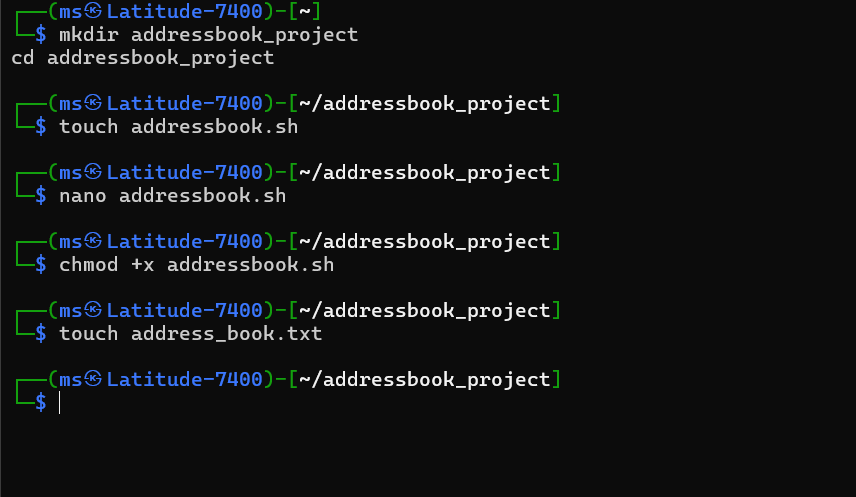 ┌──(ms㉿Latitude-7400)-[~]
└─$ mkdir addressbook_project
cd addressbook_project
┌──(ms㉿Latitude-7400)-[~/addressbook_project]
└─$ touch addressbook.sh
┌──(ms㉿Latitude-7400)-[~/addressbook_project]
└─$ nano addressbook.sh
┌──(ms㉿Latitude-7400)-[~/addressbook_project]
└─$ chmod +x addressbook.sh
┌──(ms㉿Latitude-7400)-[~/addressbook_project]
└─$ touch address_book.txt
┌──(ms㉿Latitude-7400)-[~/addressbook_project]
└─$